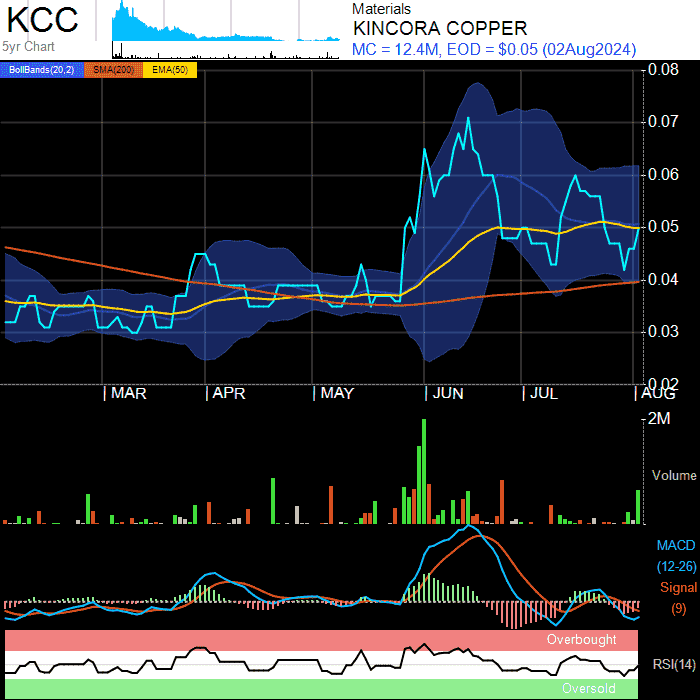 KCC
5yr Chart
Materials
KINCORA COPPER
MC = 12.4M, EOD = $0.05 (02Aug2024)
BollBands(20,2) SMA(200) EMA(50)
0.08
0.07
0.06
0.05
0.04
0.03
0.02
MAR APR MAY JUN JUL AUG
2M
Volume
MACD
(12-26)
Signal
(9)
Overbought
RSI(14)
Oversold